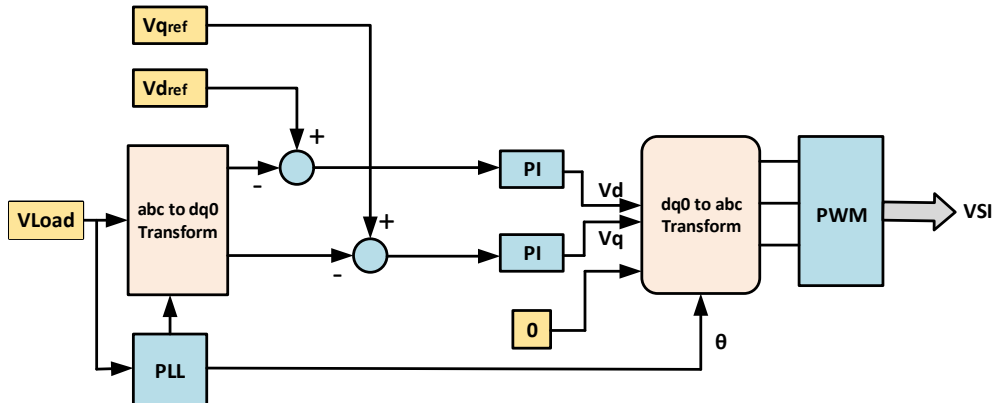 Vqref
Vdref
+
-
abc to dq0
Transform
VLoad
+
-
PI
PI
Vd
Vq
0
dq0 to abc
Transform
PWM
VSI
PLL
θ